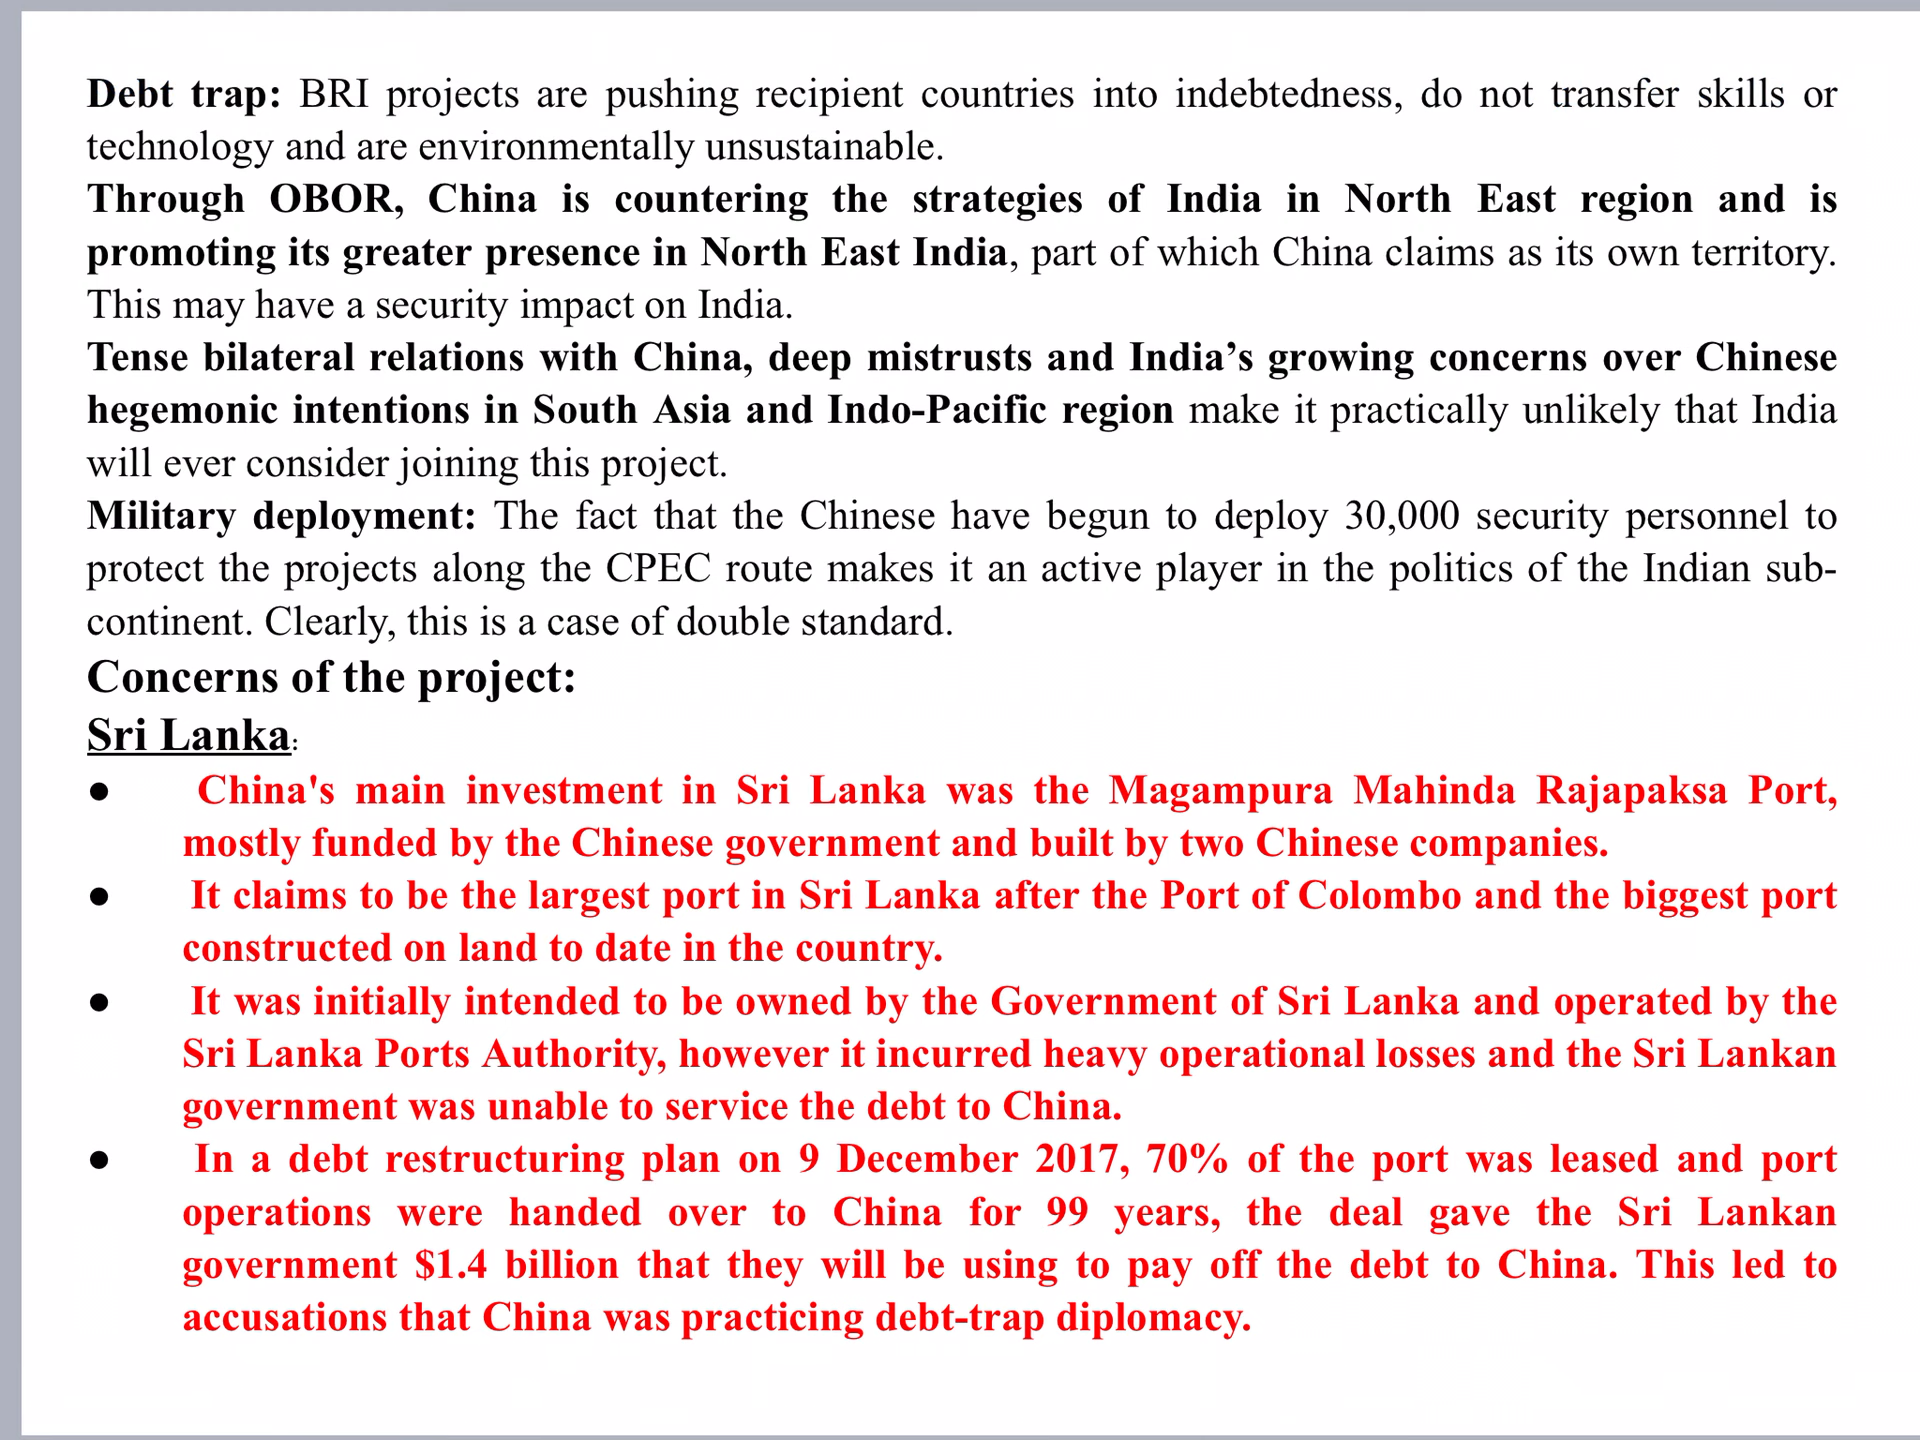 Debt trap: BRI projects are pushing recipient countries into indebtedness, do not transfer skills or
technology and are environmentally unsustainable.
Through OBOR, China is countering the strategies of India in North East region and is
promoting its greater presence in North East India, part of which China claims as its own territory.
This may have a security impact on India.
Tense bilateral relations with China, deep mistrusts and India’s growing concerns over Chinese
hegemonic intentions in South Asia and Indo-Pacific region make it practically unlikely that India
will ever consider joining this project.
Military deployment: The fact that the Chinese have begun to deploy 30,000 security personnel to
protect the projects along the CPEC route makes it an active player in the politics of the Indian sub-
continent. Clearly, this is a case of double standard.
Concerns of the project:
Sri Lanka:
● China's main investment in Sri Lanka was the Magampura Mahinda Rajapaksa Port,
mostly funded by the Chinese government and built by two Chinese companies.
● It claims to be the largest port in Sri Lanka after the Port of Colombo and the biggest port
constructed on land to date in the country.
● It was initially intended to be owned by the Government of Sri Lanka and operated by the
Sri Lanka Ports Authority, however it incurred heavy operational losses and the Sri Lankan
government was unable to service the debt to China.
● In a debt restructuring plan on 9 December 2017, 70% of the port was leased and port
operations were handed over to China for 99 years, the deal gave the Sri Lankan
government $1.4 billion that they will be using to pay off the debt to China. This led to
accusations that China was practicing debt-trap diplomacy.